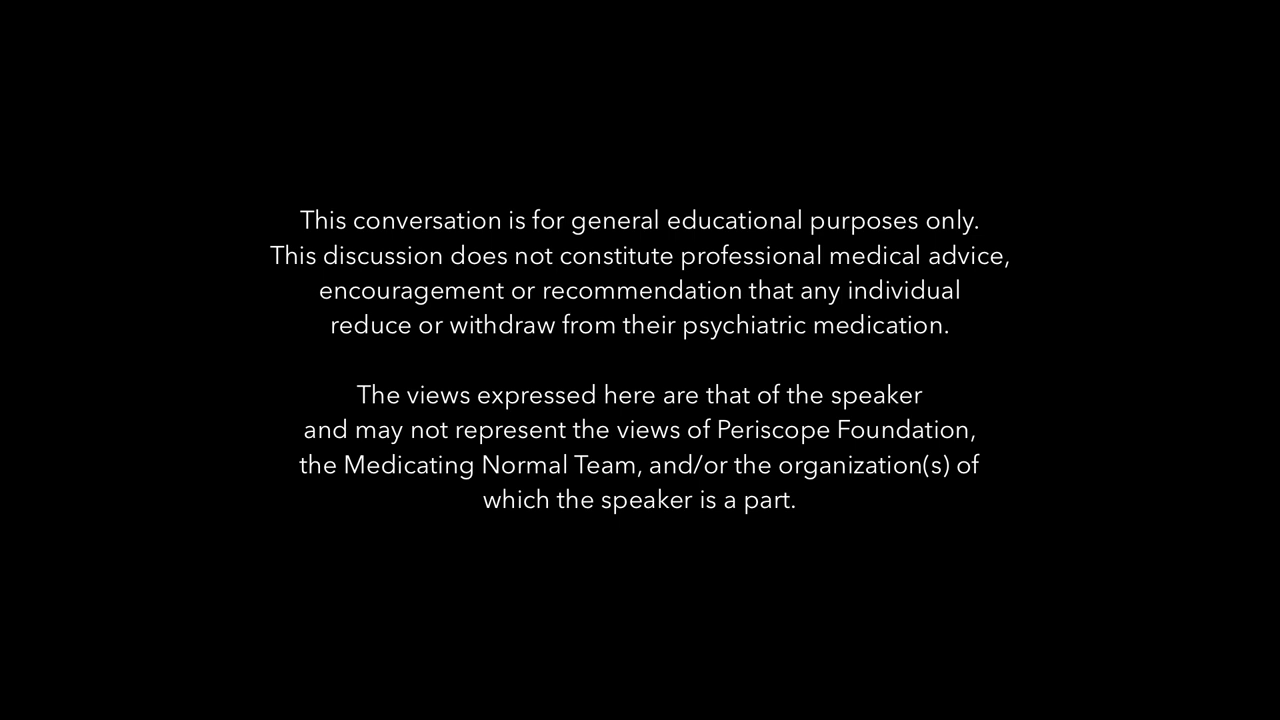 This conversation is for general educational purposes only.
This discussion does not constitute professional medical advice,
encouragement or recommendation that any individual
reduce or withdraw from their psychiatric medication.
The views expressed here are that of the speaker
and may not represent the views of Periscope Foundation,
the Medicating Normal Team, and/or the organization(s) of
which the speaker is a part.